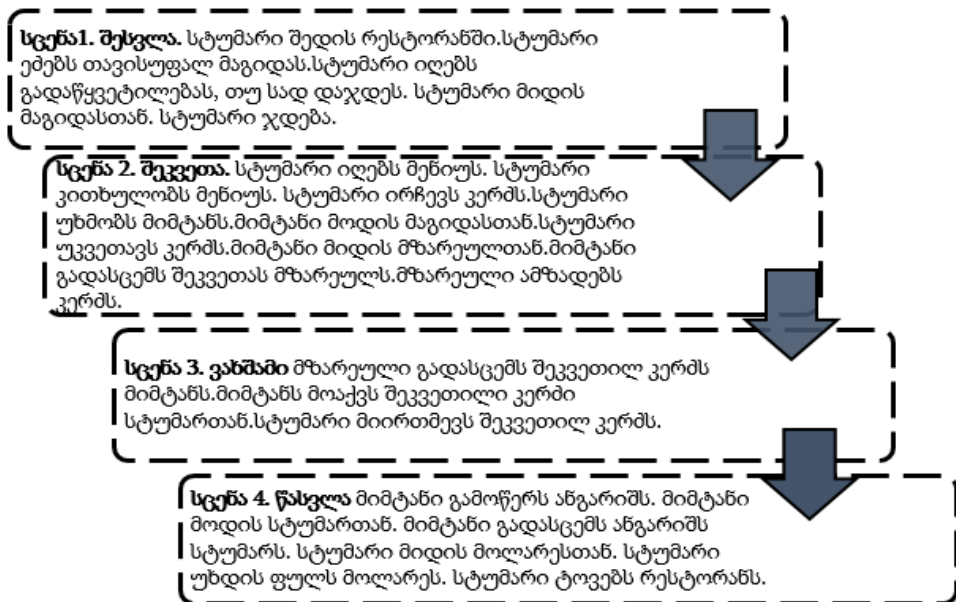 სცენა1. შესვლა. სტუმარი შედის რესტორანში.სტუმარი
ეძებს თავისუფალ მაგიდას.სტუმარი იღებს
გადაწყვეტილებას, თუ სად დაჯდეს. სტუმარი მიდის
მაგიდასთან. სტუმარი ჯდება.
სცენა 2. შეკვეთა. სტუმარი იღებს მენიუს. სტუმარი
კითხულობს მენიუს. სტუმარი ირჩევს კერძს.სტუმარი
უხმობს მიმტანს.მიმტანი მოდის მაგიდასთან.სტუმარი
უკვეთავს კერძს.მიმტანი მიდის მზარეულთან.მიმტანი
გადასცემს შეკვეთას მზარეულს.მზარეული ამზადებს
კერძს.
სცენა 3. ვახშამი მზარეული გადასცემს შეკვეთილ კერძს
მიმტანს.მიმტანს მოაქვს შეკვეთილი კერძი
სტუმართან.სტუმარი მიირთმევს შეკვეთილ კერძს.
სცენა 4. წასვლა მიმტანი გამოწერს ანგარიშს. მიმტანი
მოდის სტუმართან. მიმტანი გადასცემს ანგარიშს
სტუმარს. სტუმარი მიდის მოლარესთან. სტუმარი
უხდის ფულს მოლარეს. სტუმარი ტოვებს რესტორანს.